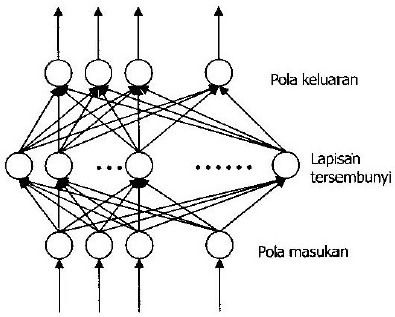 Pola keluaran
Lapisan
tersembunyi
Pola masukan